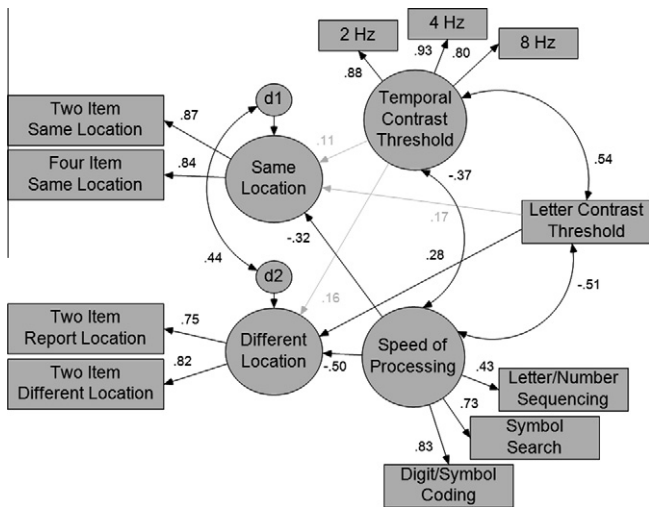 2 Hz
4 Hz
8 Hz
.88
.93
.80
Temporal
Contrast
Threshold
d1
Two Item
Same Location
.87
Four Item
Same Location
.84
Same
Location
.11
-.37
.54
.17
Letter Contrast
Threshold
-.32
.44
.28
-.51
d2
.16
Two Item
Report Location
.75
Two Item
Different Location
.82
Different
Location
-.50
Speed of
Processing
.43
Letter/Number
Sequencing
.73
Symbol
Search
.83
Digit/Symbol
Coding